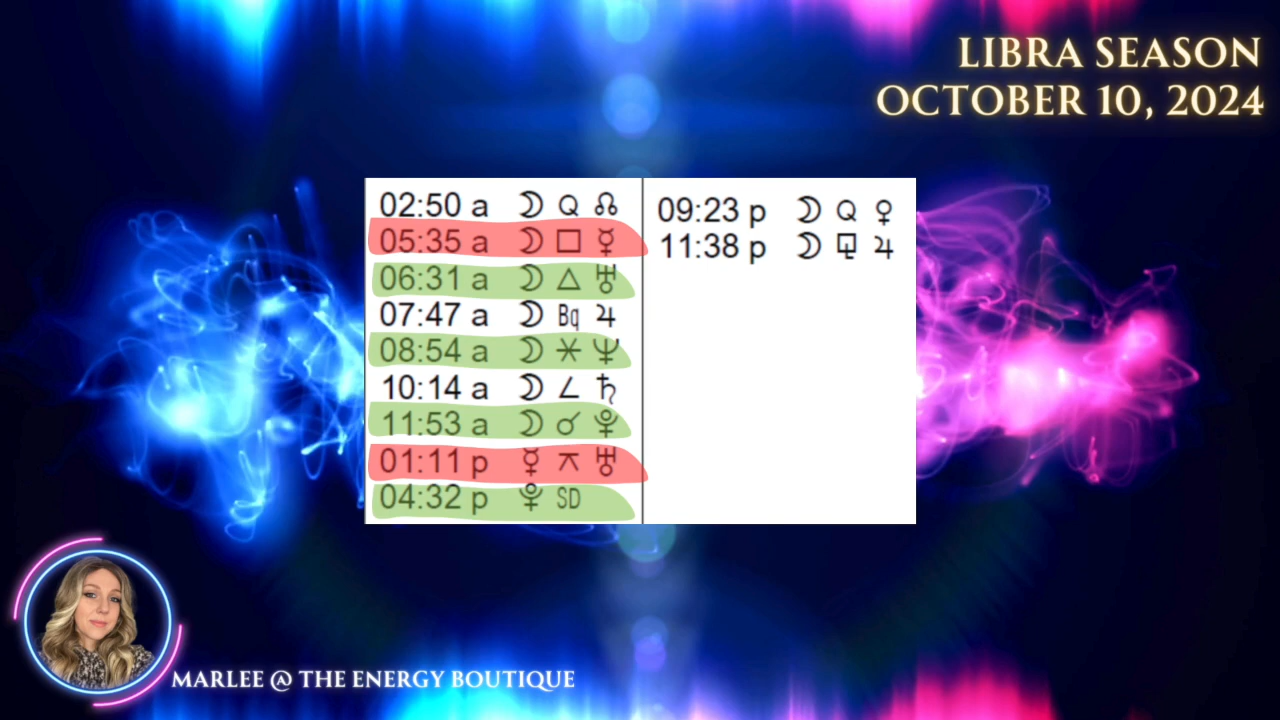 LIBRA SEASON
OCTOBER 10, 2024
02:50 a ☽ Q ☊
05:35 a ☽ □ ☿
06:31 a ☽ △ ♅
07:47 a ☽ Bq ♃
08:54 a ☽ ⚹ ♆
10:14 a ☽ ∠ ♄
11:53 a ☽ ☌ ⯓
01:11 p ☿ ⚻ ♅
04:32 p ⯓ SD
09:23 p ☽ Q ♀
11:38 p ☽ ⚼ ♃
MARLEE @ THE ENERGY BOUTIQUE